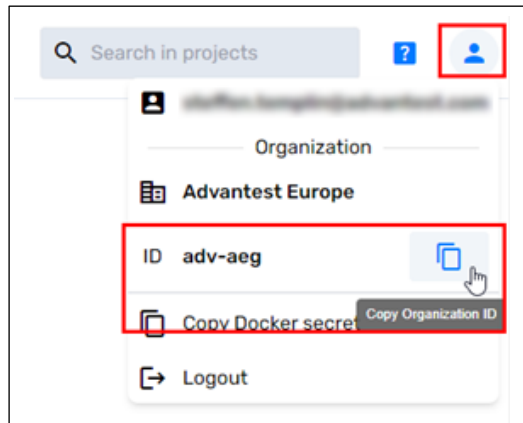 Search in projects
?
Organization
Advantest Europe
ID adv-aeg
Copy Organization ID
Copy Docker secret
Logout